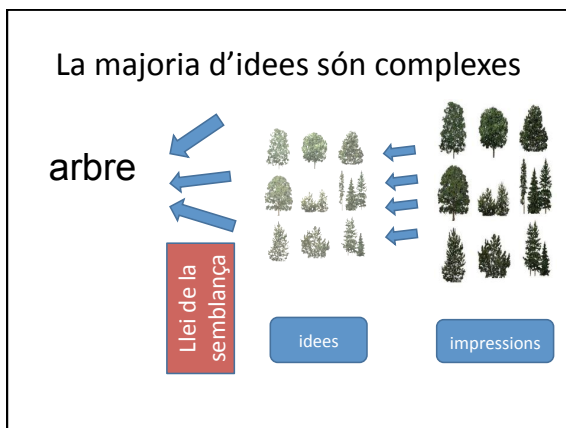 La majoria d’idees són complexes
arbre
Llei de la
semblança
idees
impressions